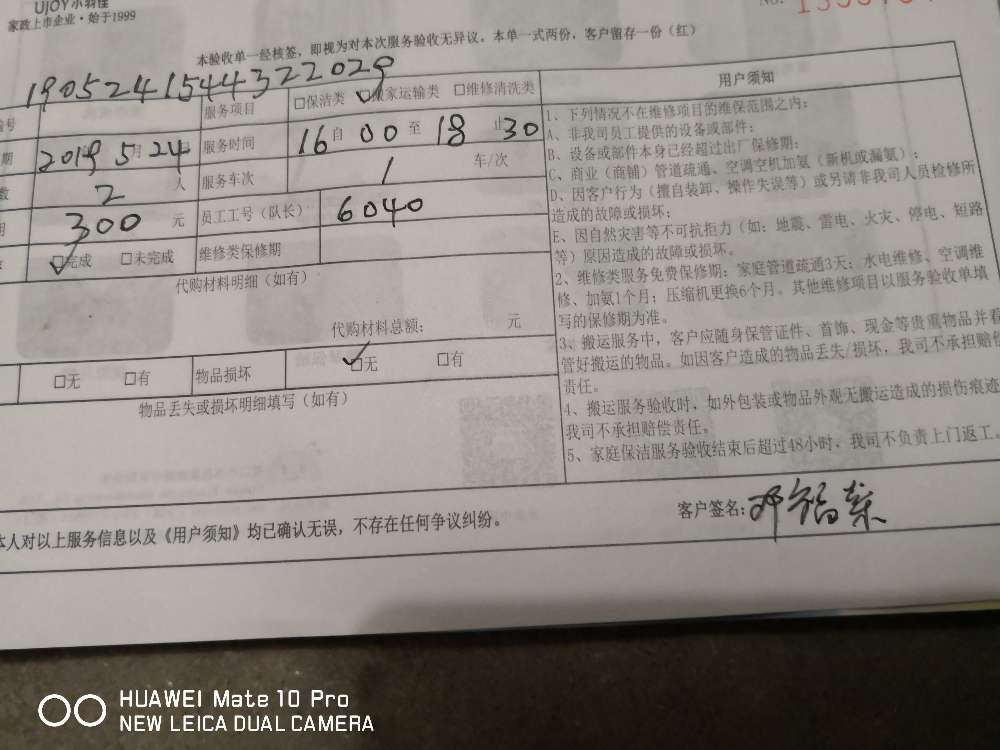 UJOY小羽佳
家政上市企业·始于1999
NO.
本验收单一经核签，即视为对本次服务验收无异议。本单一式两份，客户留存一份（红）
190524154432 2029
号 服务项目 □保洁类 □搬家运输类 □维修清洗类
期 2019 5月 24日 服务时间 16 自 00 至 18 止 30
数 2 人 服务车次 1 车/次
300 元 员工工号（队长） 6040
□完成 □未完成 维修类保修期
代购材料明细（如有）
代购材料总额： 元
□无 □有 物品损坏 □无 □有
物品丢失或损坏明细填写（如有）
用户须知
1、下列情况不在维修项目的维保范围之内：
A、非我司员工提供的设备或部件；
B、设备或部件本身已经超过出厂保修期；
C、商业（商铺）管道疏通、空调空机加氨（新机或漏氨）；
D、因客户行为（擅自装卸、操作失误等）或另请非我司人员检修所
造成的故障或损坏；
E、因自然灾害等不可抗拒力（如：地震、雷电、火灾、停电、短路
等）原因造成的故障或损坏。
2、维修类服务免费保修期：家庭管道疏通3天；水电维修、空调维
修、加氨1个月；压缩机更换6个月。其他维修项目以服务验收单填
写的保修期为准。
3、搬运服务中，客户应随身保管证件、首饰、现金等贵重物品并看
管好搬运的物品。如因客户造成的物品丢失/损坏，我司不承担赔偿
责任。
4、搬运服务验收时，如外包装或物品外观无搬运造成的损伤痕迹
我司不承担赔偿责任。
5、家庭保洁服务验收结束后超过48小时，我司不负责上门返工。
本人对以上服务信息以及《用户须知》均已确认无误，不存在任何争议纠纷。
客户签名：邓福东
HUAWEI Mate 10 Pro
NEW LEICA DUAL CAMERA